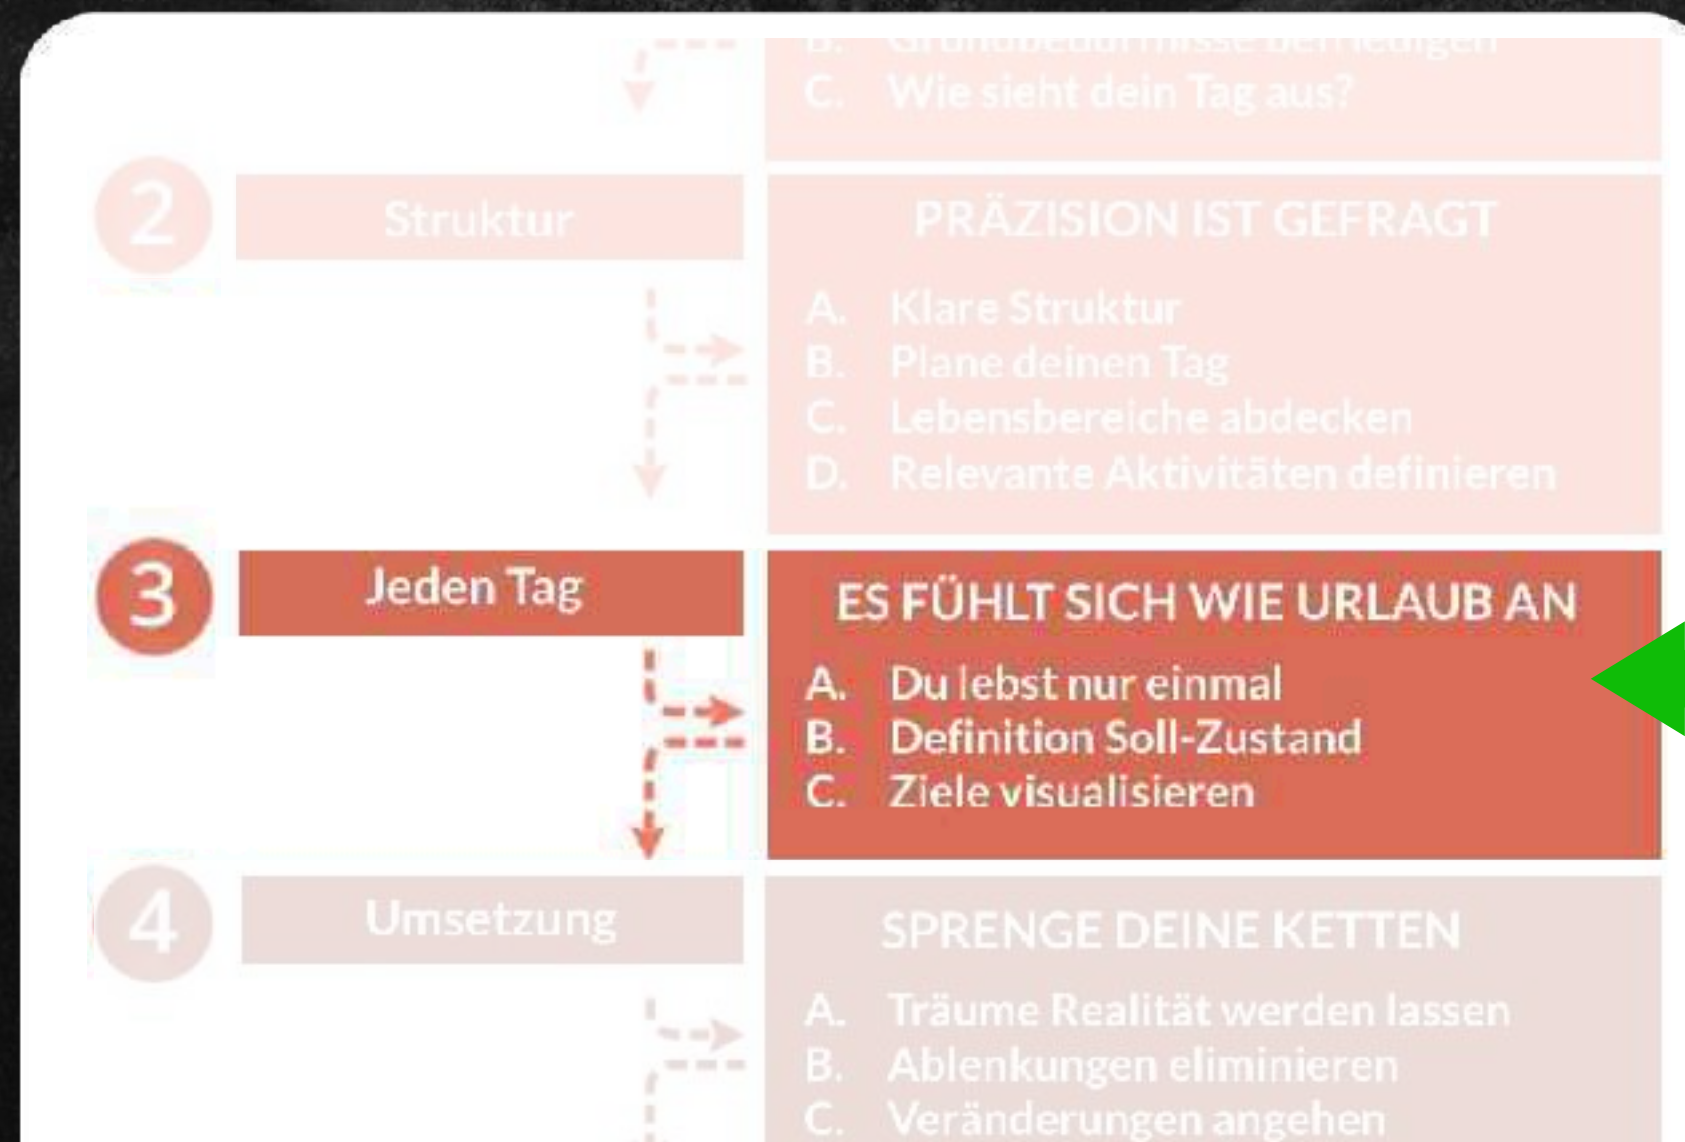 B. Grundbedürfnisse befriedigen
C. Wie sieht dein Tag aus?
2 Struktur
PRÄZISION IST GEFRAGT
A. Klare Struktur
B. Plane deinen Tag
C. Lebensbereiche abdecken
D. Relevante Aktivitäten definieren
3 Jeden Tag
ES FÜHLT SICH WIE URLAUB AN
A. Du lebst nur einmal
B. Definition Soll-Zustand
C. Ziele visualisieren
4 Umsetzung
SPRENGE DEINE KETTEN
A. Träume Realität werden lassen
B. Ablenkungen eliminieren
C. Veränderungen angehen